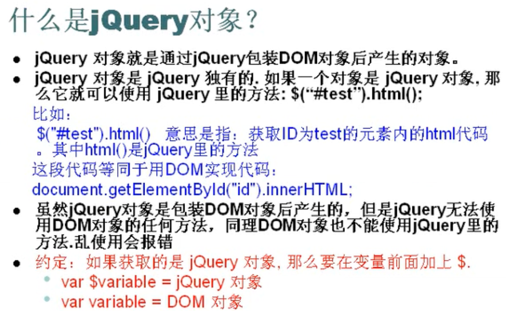 什么是jQuery对象?
jQuery 对象就是通过jQuery包装DOM对象后产生的对象。
jQuery 对象是 jQuery 独有的. 如果一个对象是 jQuery 对象, 那
么它就可以使用 jQuery 里的方法: $(“#test”).html();
比如:
$("#test").html() 意思是指:获取ID为test的元素内的html代码
。其中html()是jQuery里的方法
这段代码等同于用DOM实现代码:
document.getElementById("id").innerHTML;
虽然jQuery对象是包装DOM对象后产生的,但是jQuery无法使
用DOM对象的任何方法,同理DOM对象也不能使用jQuery里的
方法.乱使用会报错
约定:如果获取的是 jQuery 对象, 那么要在变量前面加上 $.
var $variable = jQuery 对象
var variable = DOM 对象